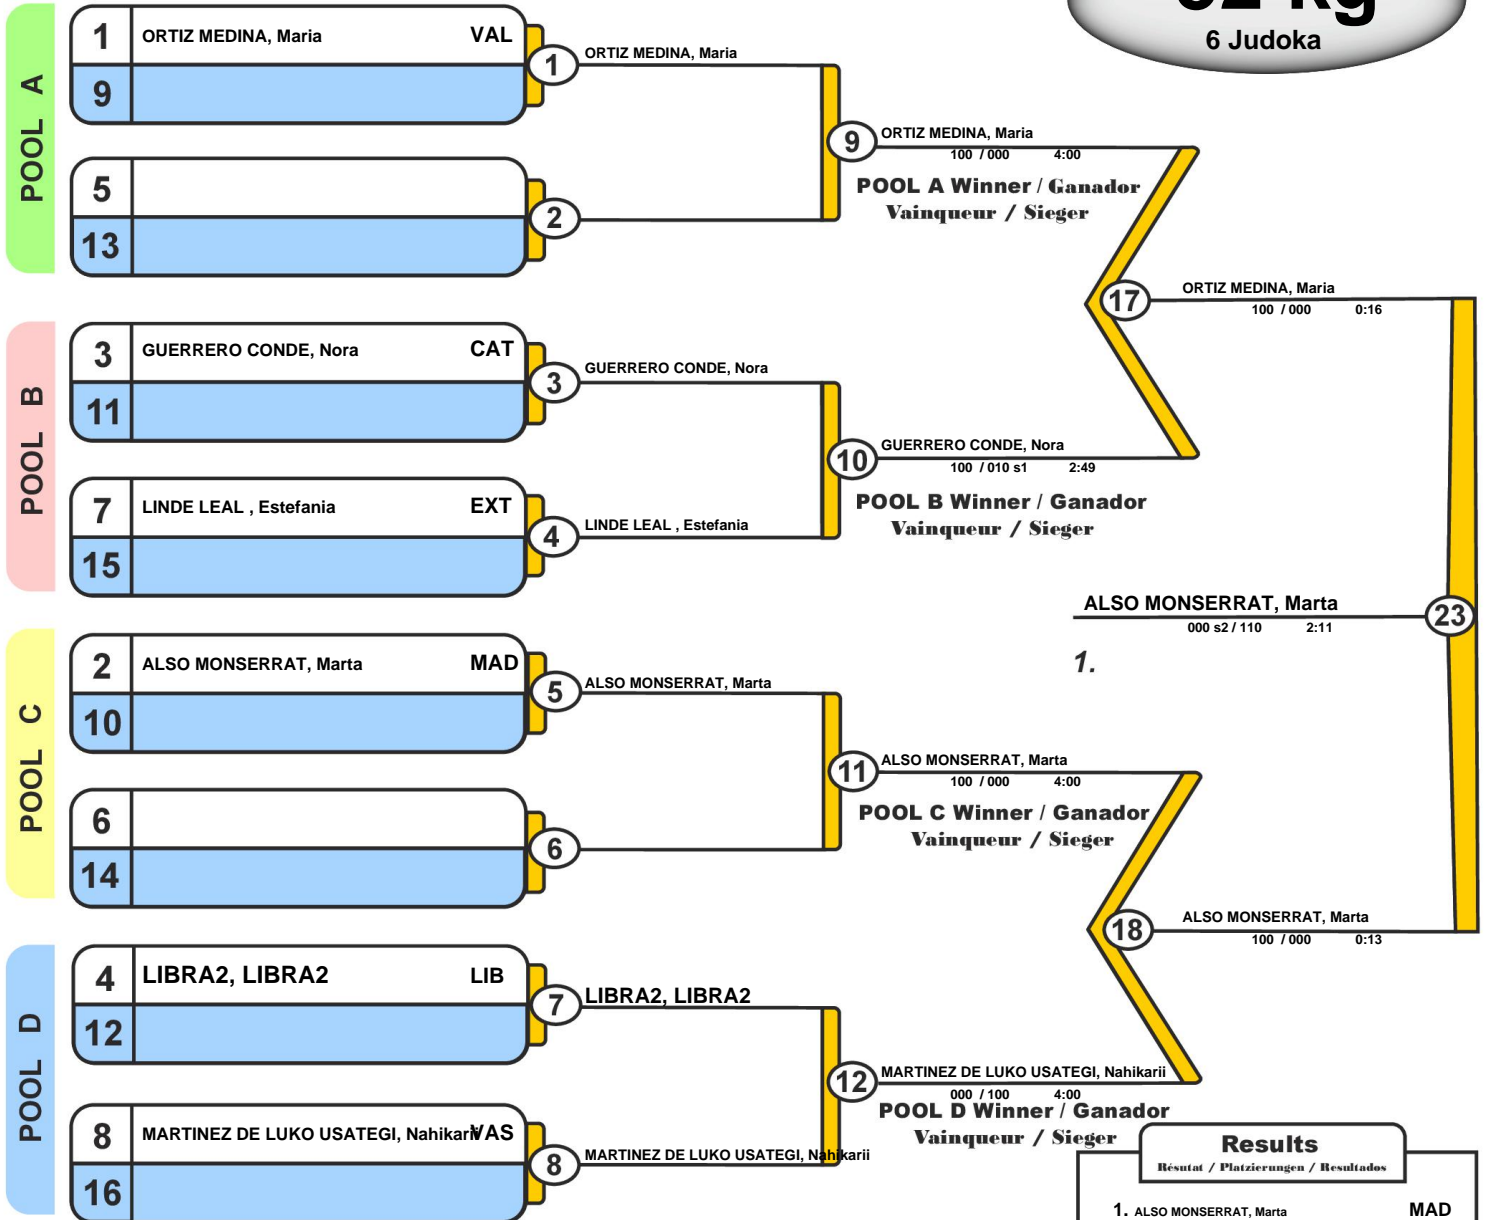 6 Judoka
POOL A
1 ORTIZ MEDINA, Maria VAL
9
5
13
1 ORTIZ MEDINA, Maria
2
9 ORTIZ MEDINA, Maria
100 / 000 4:00
POOL A Winner / Ganador
Vainqueur / Sieger
POOL B
3 GUERRERO CONDE, Nora CAT
11
7 LINDE LEAL , Estefania EXT
15
3 GUERRERO CONDE, Nora
4 LINDE LEAL , Estefania
10 GUERRERO CONDE, Nora
100 / 010 s1 2:49
POOL B Winner / Ganador
Vainqueur / Sieger
17 ORTIZ MEDINA, Maria
100 / 000 0:16
ALSO MONSERRAT, Marta 23
000 s2 / 110 2:11
1.
POOL C
2 ALSO MONSERRAT, Marta MAD
10
6
14
5 ALSO MONSERRAT, Marta
6
11 ALSO MONSERRAT, Marta
100 / 000 4:00
POOL C Winner / Ganador
Vainqueur / Sieger
18 ALSO MONSERRAT, Marta
100 / 000 0:13
POOL D
4 LIBRA2, LIBRA2 LIB
12
8 MARTINEZ DE LUKO USATEGI, Nahikarii VAS
16
7 LIBRA2, LIBRA2
8 MARTINEZ DE LUKO USATEGI, Nahikarii
12 MARTINEZ DE LUKO USATEGI, Nahikarii
000 / 100 4:00
POOL D Winner / Ganador
Vainqueur / Sieger
Results
Résutat / Platzierungen / Resultados
1. ALSO MONSERRAT, Marta MAD